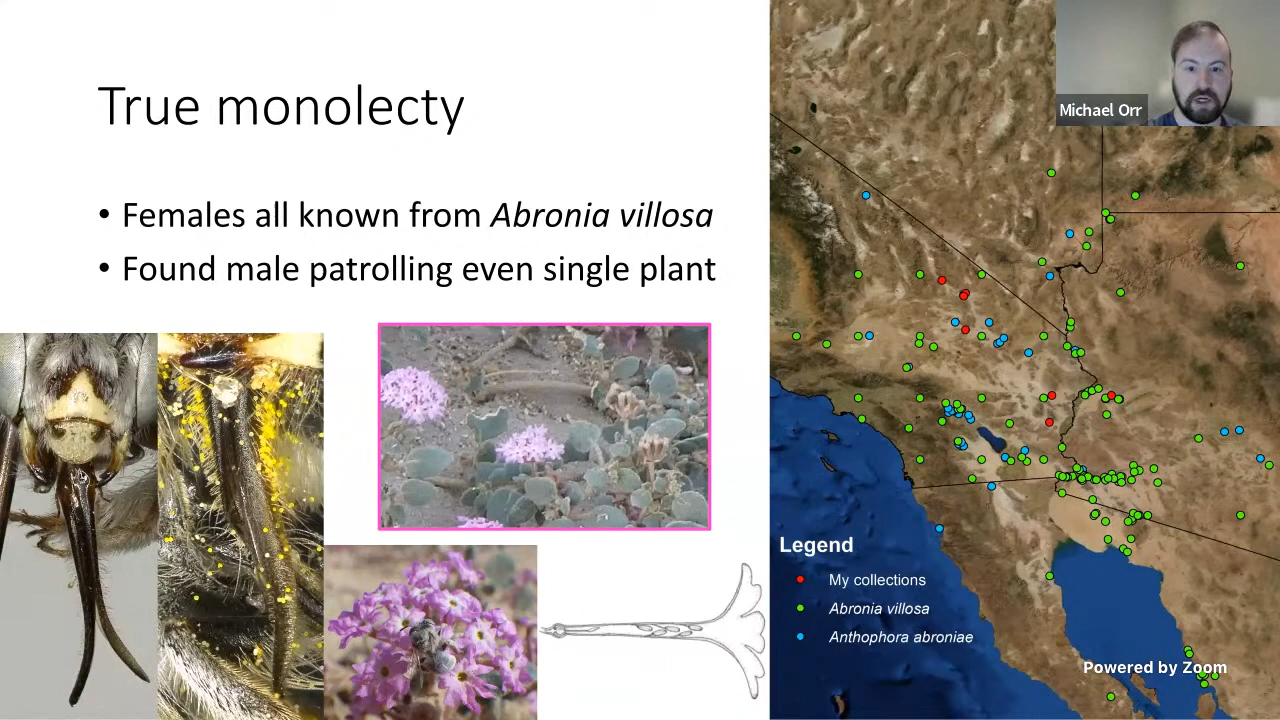 True monolecty
• Females all known from Abronia villosa
• Found male patrolling even single plant
Michael Orr
Legend
My collections
Abronia villosa
Anthophora abroniae
Powered by Zoom